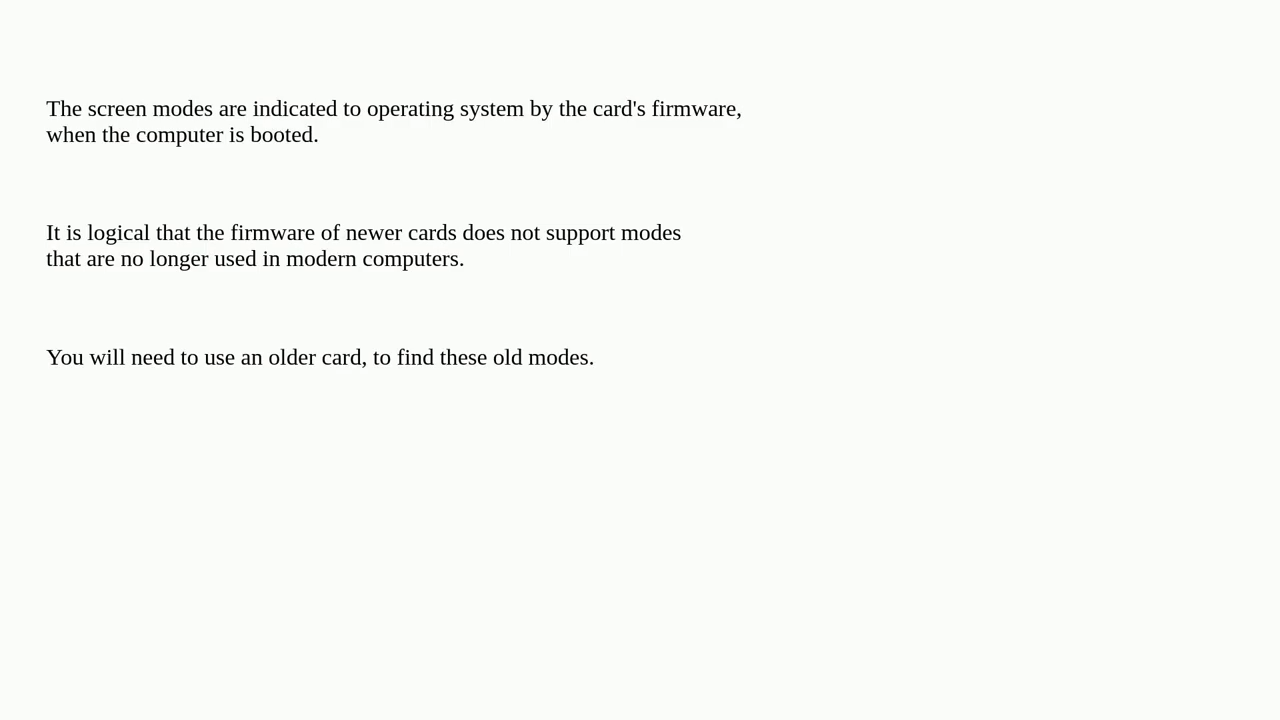 The screen modes are indicated to operating system by the card's firmware,
when the computer is booted.
It is logical that the firmware of newer cards does not support modes
that are no longer used in modern computers.
You will need to use an older card, to find these old modes.